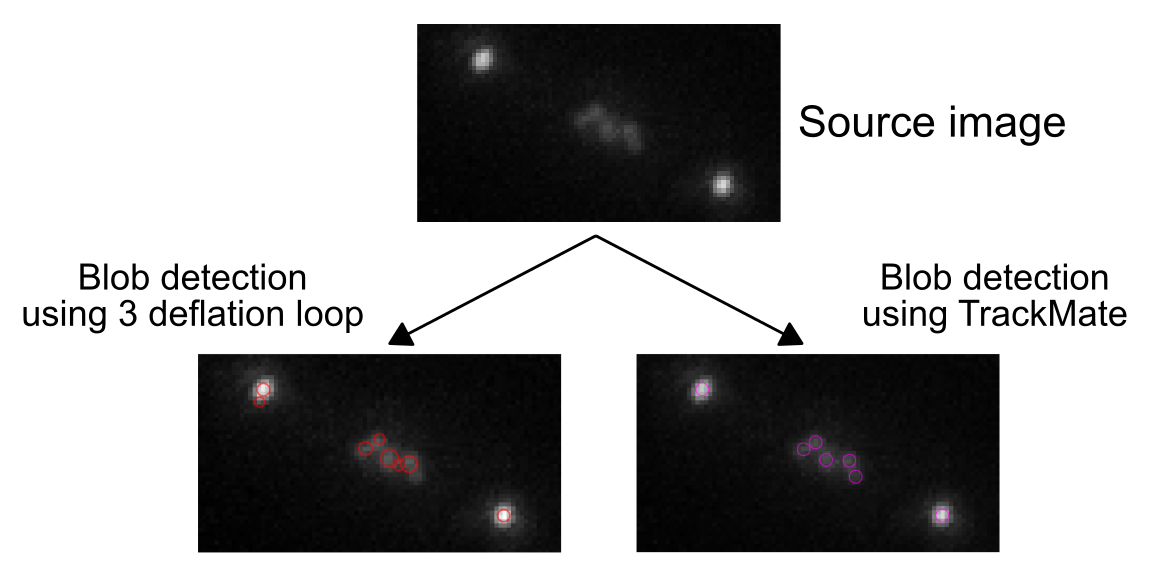 Source image
Blob detection
using 3 deflation loop
Blob detection
using TrackMate